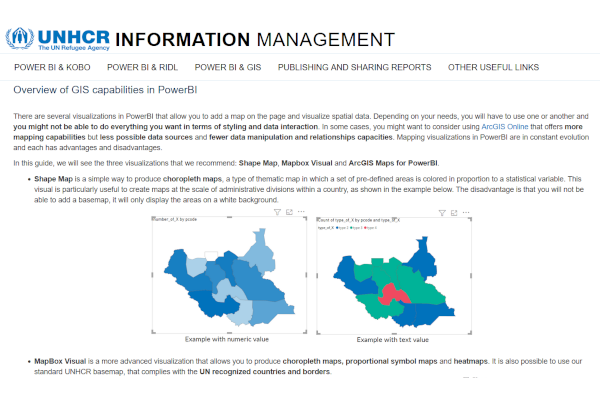 UNHCR
The UN Refugee Agency
INFORMATION MANAGEMENT
POWER BI & KOBO POWER BI & RIDL POWER BI & GIS PUBLISHING AND SHARING REPORTS OTHER USEFUL LINKS
Overview of GIS capabilities in PowerBI
There are several visualizations in PowerBI that allow you to add a map on the page and visualize spatial data. Depending on your needs, you will have to use one or another and
you might not be able to do everything you want in terms of styling and data interaction. In some cases, you might want to consider using ArcGIS Online that offers more
mapping capabilities but less possible data sources and fewer data manipulation and relationships capacities. Mapping visualizations in PowerBI are in constant evolution
and each has advantages and disadvantages.
In this guide, we will see the three visualizations that we recommend: Shape Map, Mapbox Visual and ArcGIS Maps for PowerBI.
• Shape Map is a simple way to produce choropleth maps, a type of thematic map in which a set of pre-defined areas is colored in proportion to a statistical variable. This
visual is particularly useful to create maps at the scale of administrative divisions within a country, as shown in the example below. The disadvantage is that you will not be
able to add a basemap, it will only display the areas on a white background.
number_of_X by pcode
Count of type_of_X by pcode and type_of_X
type_of_X type 1 type 2 type 3
Example with numeric value
Example with text value
• MapBox Visual is a more advanced visualization that allows you to produce choropleth maps, proportional symbol maps and heatmaps. It is also possible to use our
standard UNHCR basemap, that complies with the UN recognized countries and borders.